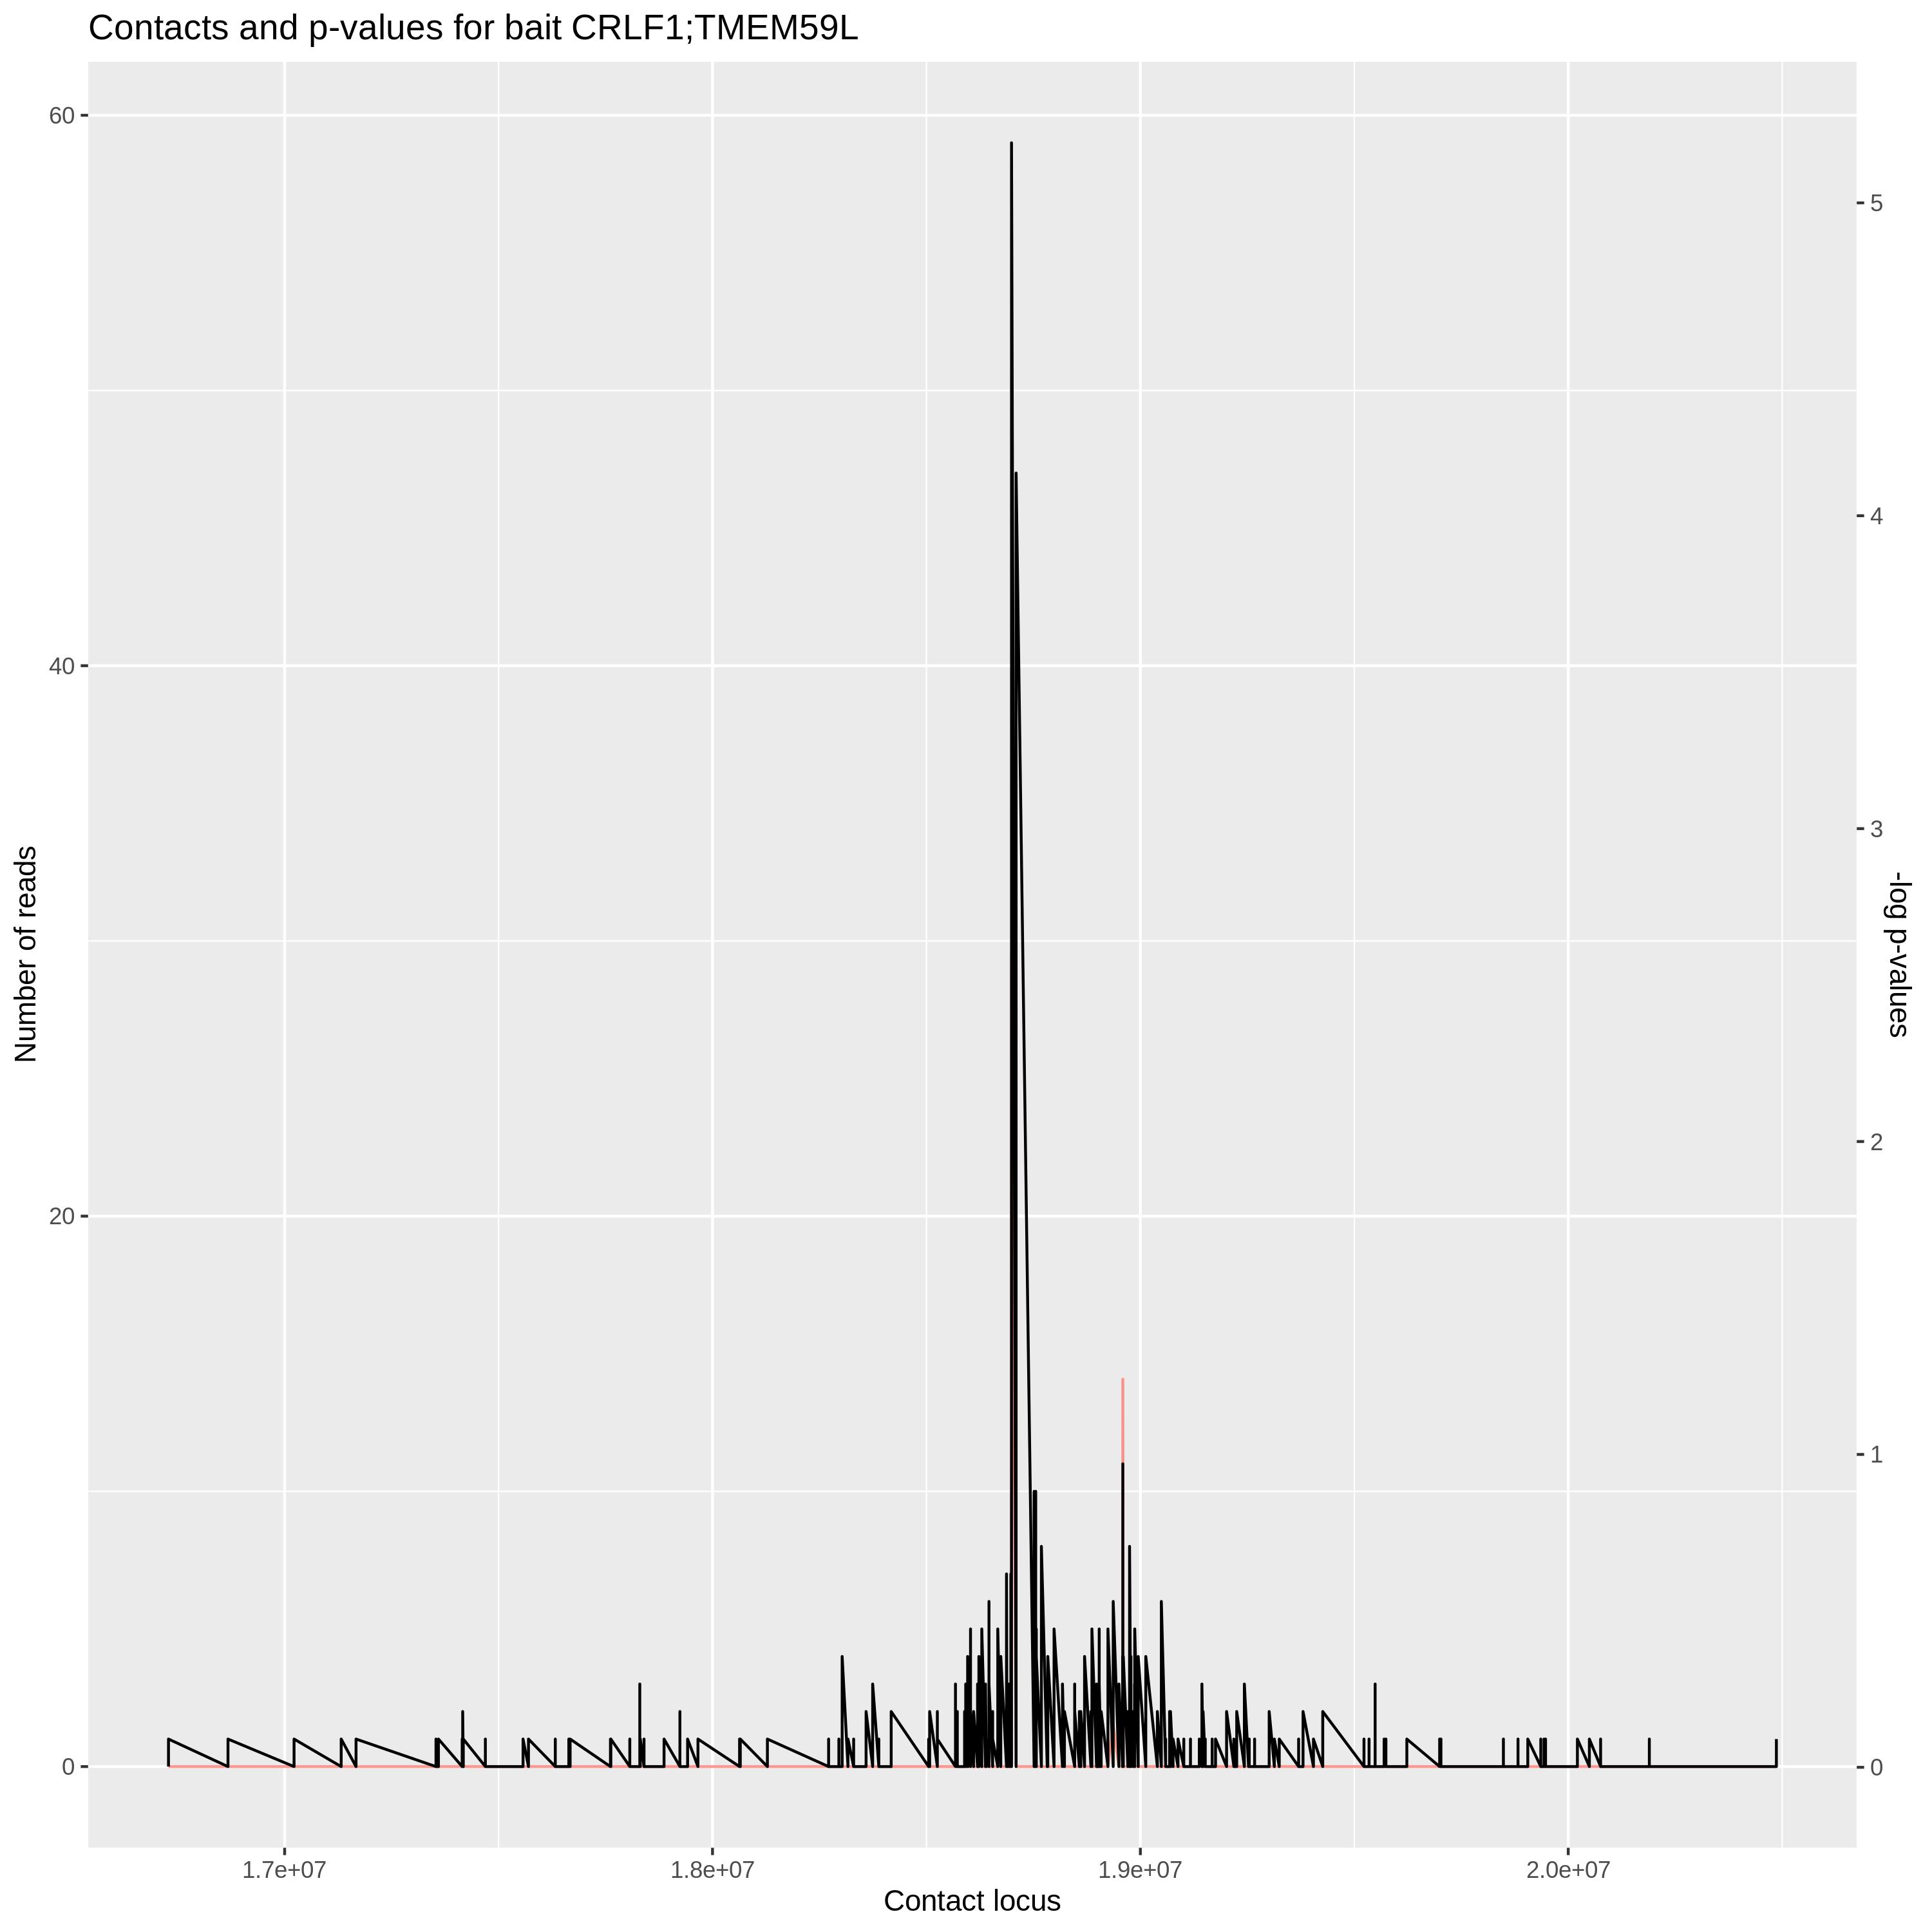 Contacts and p-values for bait CRLF1;TMEM59L
60
40
20
0
Number of reads
5
4
3
2
1
0
-log p-values
1.7e+07 1.8e+07 1.9e+07 2.0e+07
Contact locus